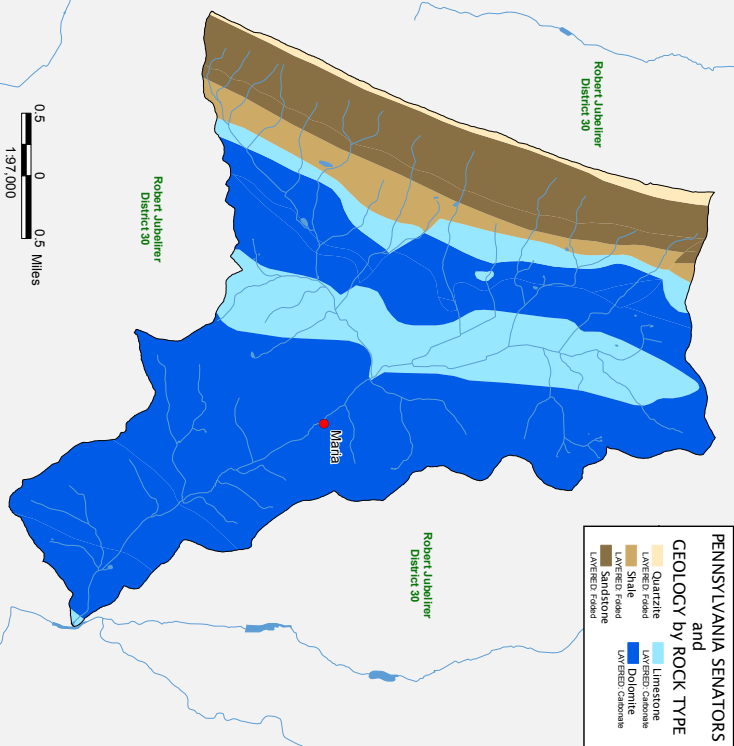 PENNSYLVANIA SENATORS
and
GEOLOGY by ROCK TYPE
Quartzite
LAYERED: Folded
Shale
LAYERED: Folded
Sandstone
LAYERED: Folded
Limestone
LAYERED: Carbonate
Dolomite
LAYERED: Carbonate
Robert Jubelirer
District 30
Robert Jubelirer
District 30
Robert Jubelirer
District 30
Maria
0.5 0 0.5 Miles
1:97,000